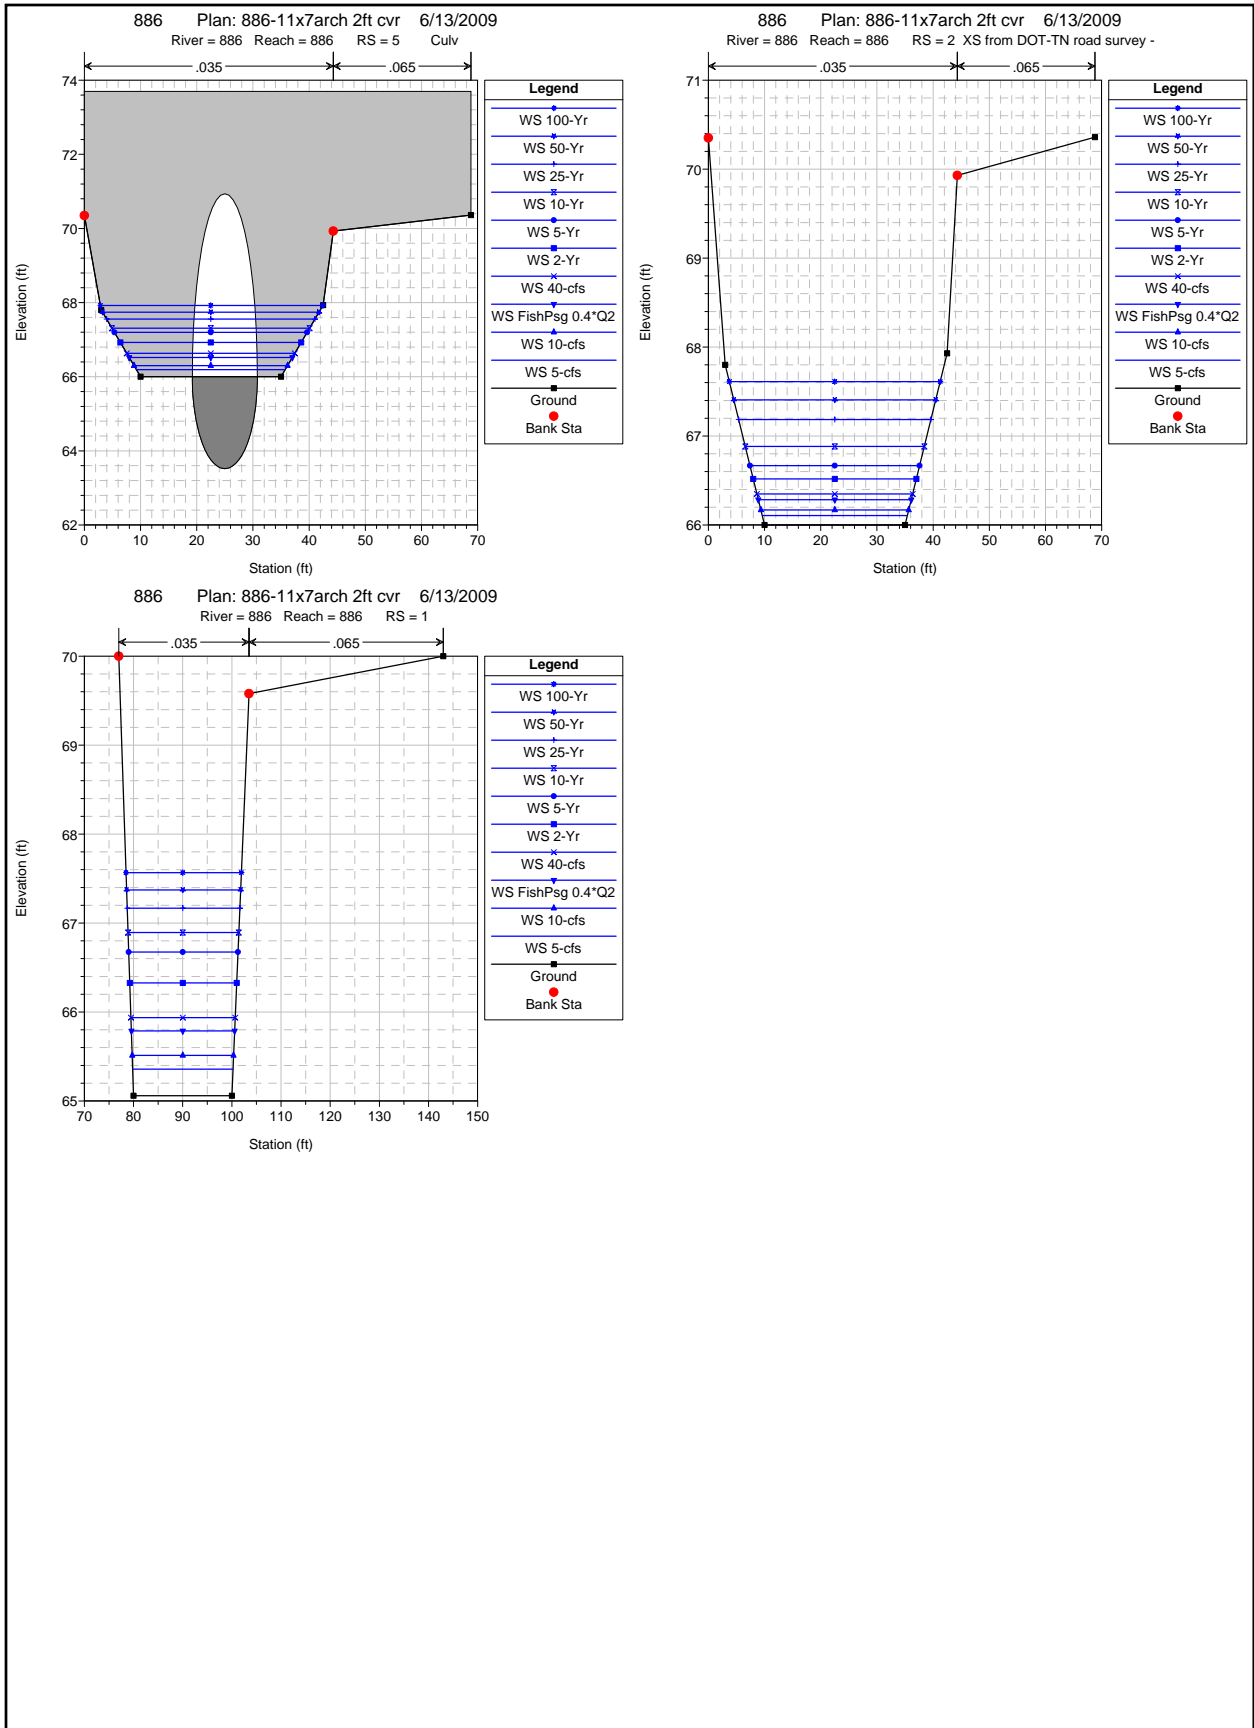 886 Plan: 886-11x7arch 2ft cvr 6/13/2009
River = 886 Reach = 886 RS = 5 Culv
.035 .065
74
72
70
68
66
64
62
0 10 20 30 40 50 60 70
Station (ft)
Elevation (ft)
Legend
WS 100-Yr
WS 50-Yr
WS 25-Yr
WS 10-Yr
WS 5-Yr
WS 2-Yr
WS 40-cfs
WS FishPsg 0.4*Q2
WS 10-cfs
WS 5-cfs
Ground
Bank Sta
886 Plan: 886-11x7arch 2ft cvr 6/13/2009
River = 886 Reach = 886 RS = 2 XS from DOT-TN road survey -
.035 .065
71
70
69
68
67
66
0 10 20 30 40 50 60 70
Station (ft)
Elevation (ft)
Legend
WS 100-Yr
WS 50-Yr
WS 25-Yr
WS 10-Yr
WS 5-Yr
WS 2-Yr
WS 40-cfs
WS FishPsg 0.4*Q2
WS 10-cfs
WS 5-cfs
Ground
Bank Sta
886 Plan: 886-11x7arch 2ft cvr 6/13/2009
River = 886 Reach = 886 RS = 1
.035 .065
70
69
68
67
66
65
70 80 90 100 110 120 130 140 150
Station (ft)
Elevation (ft)
Legend
WS 100-Yr
WS 50-Yr
WS 25-Yr
WS 10-Yr
WS 5-Yr
WS 2-Yr
WS 40-cfs
WS FishPsg 0.4*Q2
WS 10-cfs
WS 5-cfs
Ground
Bank Sta